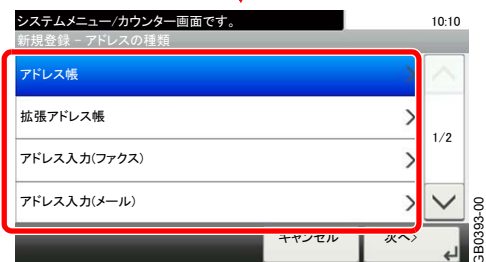 システムメニュー/カウンター画面です。
10:10
新規登録 - アドレスの種類
アドレス帳
拡張アドレス帳
1/2
アドレス入力(ファクス)
アドレス入力(メール)
キャンセル
次へ>
GB0393-00